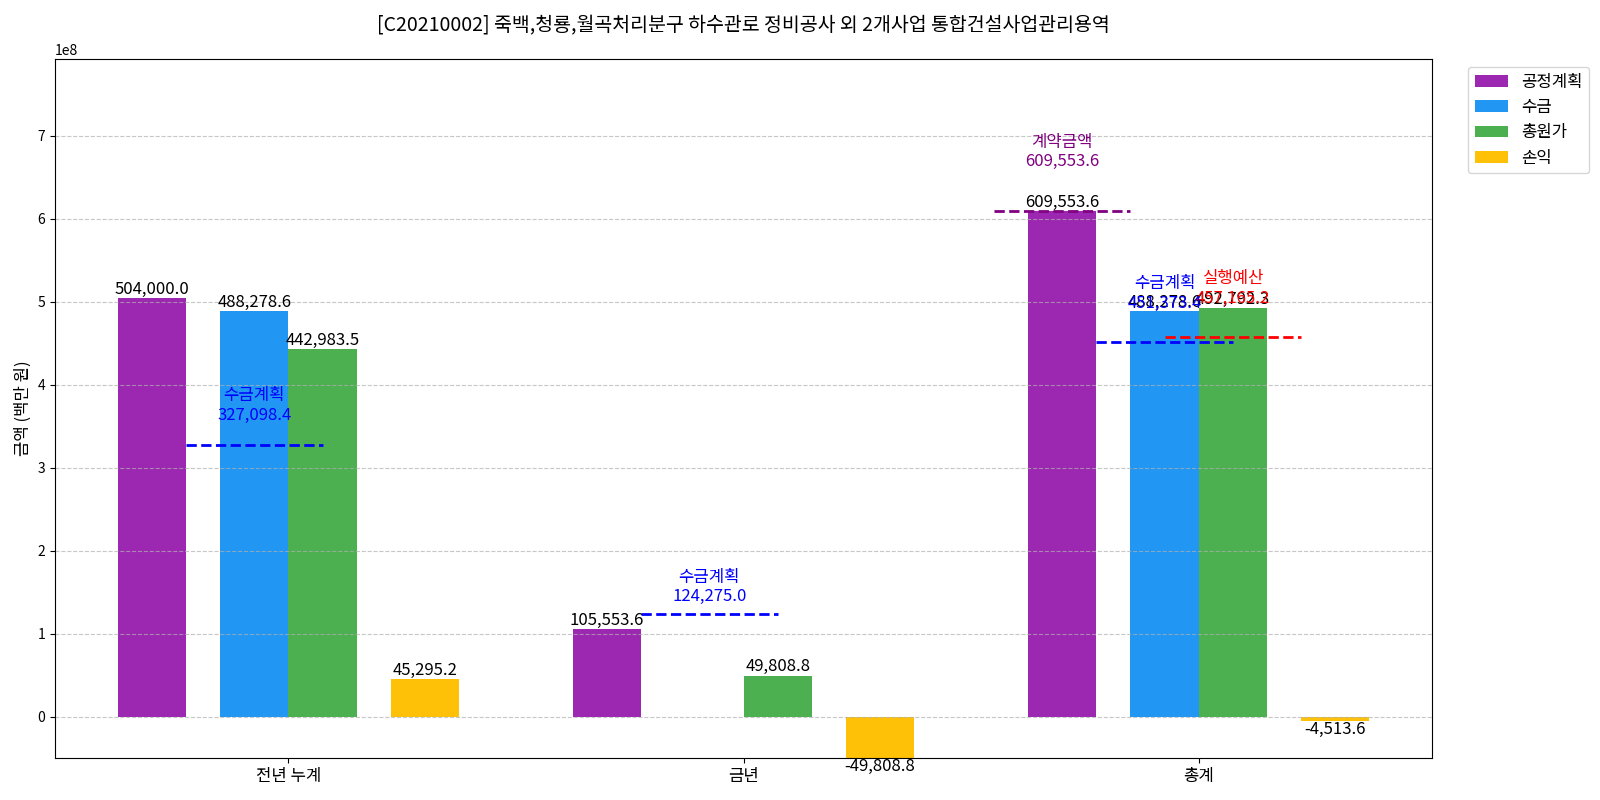 [C20210002] 죽백,청룡,월곡처리분구 하수관로 정비공사 외 2개사업 통합건설사업관리용역
1e8
공정계획
수금
총원가
손익
7
6
5
4
3
2
1
0
금액 (백만 원)
계약금액
609,553.6
609,553.6
수금계획
실행예산
504,000.0
488,278.6
442,983.5
수금계획
327,098.4
수금계획
124,275.0
105,553.6
49,808.8
45,295.2
-4,513.6
-49,808.8
전년 누계
금년
총계